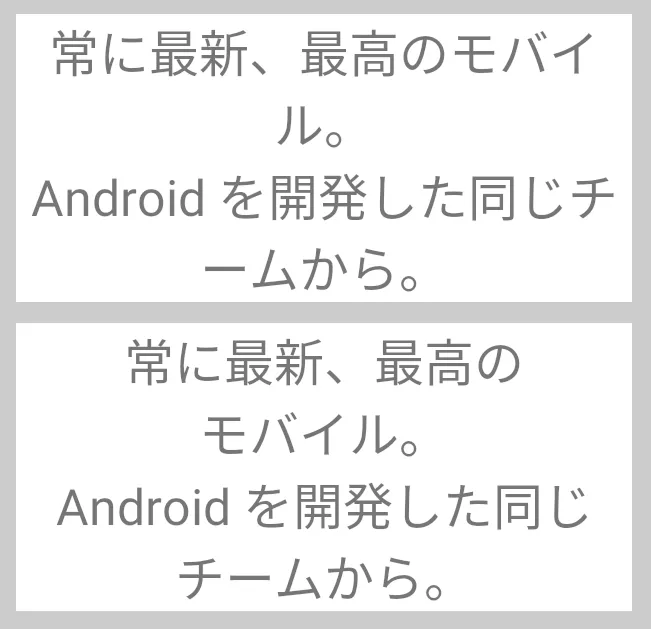 常に最新、最高のモバイ
ル。
Android を開発した同じチ
ームから。
常に最新、最高の
モバイル。
Android を開発した同じ
チームから。